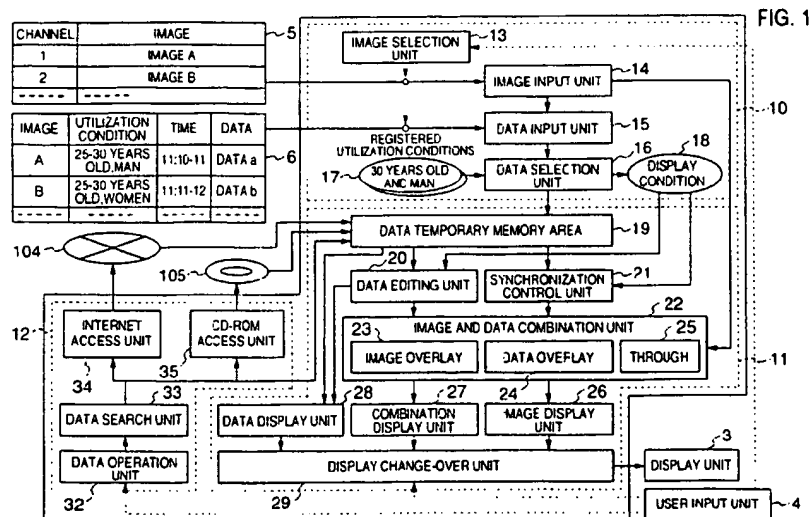 FIG. 1
CHANNEL IMAGE 5
1 IMAGE A
2 IMAGE B
IMAGE UTILIZATION CONDITION TIME DATA 6
A 25-30 YEARS OLD,MAN 11:10-11 DATA a
B 25-30 YEARS OLD,WOMEN 11:11-12 DATA b
IMAGE SELECTION
UNIT
13
IMAGE INPUT UNIT
14
10
DATA INPUT UNIT
15
REGISTERED
UTILIZATION CONDITIONS
16
18
17
30 YEARS OLD
ANC MAN
DATA SELECTION
UNIT
DISPLAY
CONDITION
104
DATA TEMPORARY MEMORY AREA
19
105
20
21
DATA EDITING UNIT
SYNCHRONIZATION
CONTROL UNIT
22
12
IMAGE AND DATA COMBINATION UNIT
23
25
INTERNET
ACCESS UNIT
CD-ROM
ACCESS UNIT
IMAGE OVERLAY
DATA OVEFLAY
THROUGH
11
34
35
33
24
28
27
26
DATA SEARCH UNIT
DATA DISPLAY UNIT
COMBINATION
DISPLAY UNIT
MAGE DISPLAY
UNIT
3
DATA OPERATION
UNIT
DISPLAY CHANGE-OVER UNIT
DISPLAY UNIT
32
29
USER INPUT UNIT
4